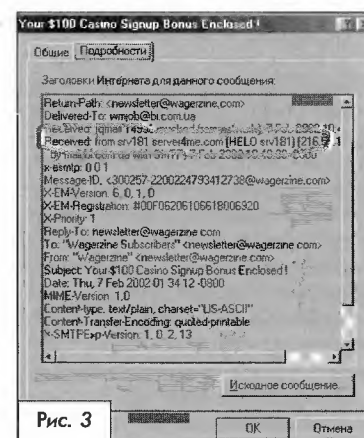 Your $100 Casino Signup Bonus Enclosed !
Общие Подробности
Заголовки Интернета для данного сообщения:
Return-Path: <newsletter@wagerzine.com>
Delivered-To: wmjob@bi.com.ua
Received:
Received: from srv181 server4me.com [HELO srv181] [216.
2002
x-esmtp: 0 0 1
Message-ID: <300257-2200224793412738@wagerzine.com>
X-EM-Version: 6, 0, 1, 0
X-EM-Registration: #00F06206106618006920
X-Priority: 1
Reply-To: newsletter@wagerzine.com
To: "Wagerzine Subscribers" <newsletter@wagerzine.com>
From: "Wagerzine" <newsletter@wagerzine.com>
Subject: Your $100 Casino Signup Bonus Enclosed !
Date: Thu, 7 Feb 2002 01:34:12 -0800
MIME-Version: 1.0
Content-type: text/plain; charset="US-ASCII"
Content-Transfer-Encoding: quoted-printable
X-SMTPExp-Version: 1, 0, 2, 13
Исходное сообщение...
Рис. 3
OK Отмена